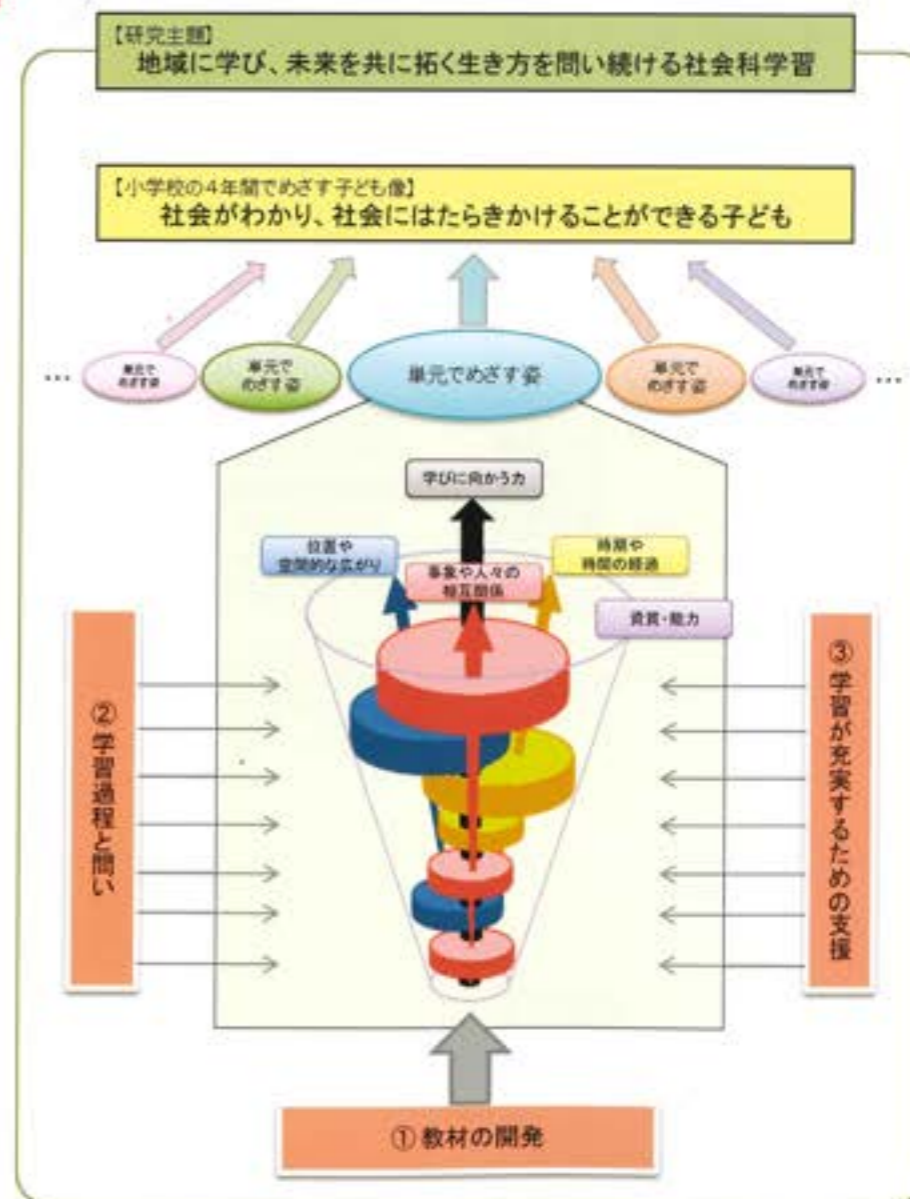 【研究主題】
地域に学び、未来を共に拓く生き方を問い続ける社会科学習
【小学校の4年間でめざす子ども像】
社会がわかり、社会にはたらきかけることができる子ども
…
単元で
めざす姿
単元で
めざす姿
単元でめざす姿
単元で
めざす姿
単元で
めざす姿
…
学びに向かう力
位置や
空間的な広がり
事象や人々の
相互関係
時期や
時間の経過
資質・能力
②学習過程と問い
③学習が充実するための支援
①教材の開発